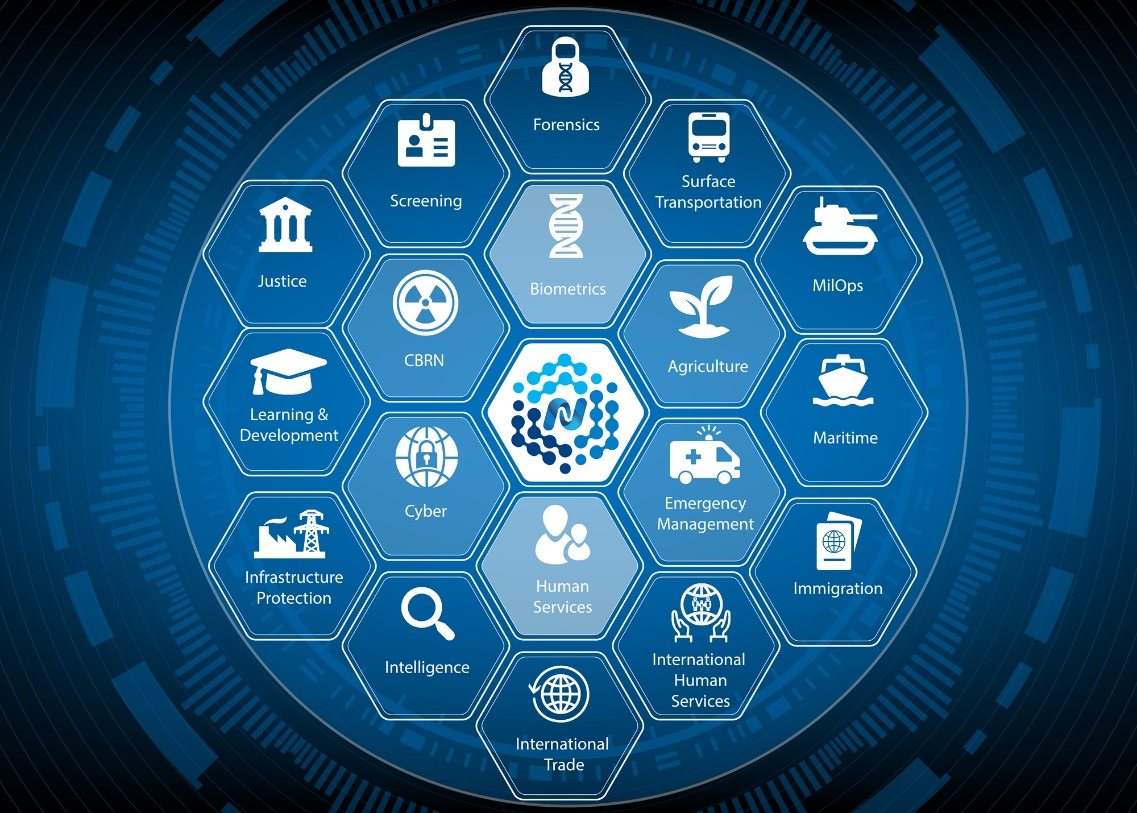 Forensics
Screening
Surface
Transportation
Justice
Biometrics
MilOps
CBRN
Agriculture
Learning &
Development
N
Maritime
Cyber
Emergency
Management
Infrastructure
Protection
Human
Services
Immigration
Intelligence
International
Human
Services
International
Trade